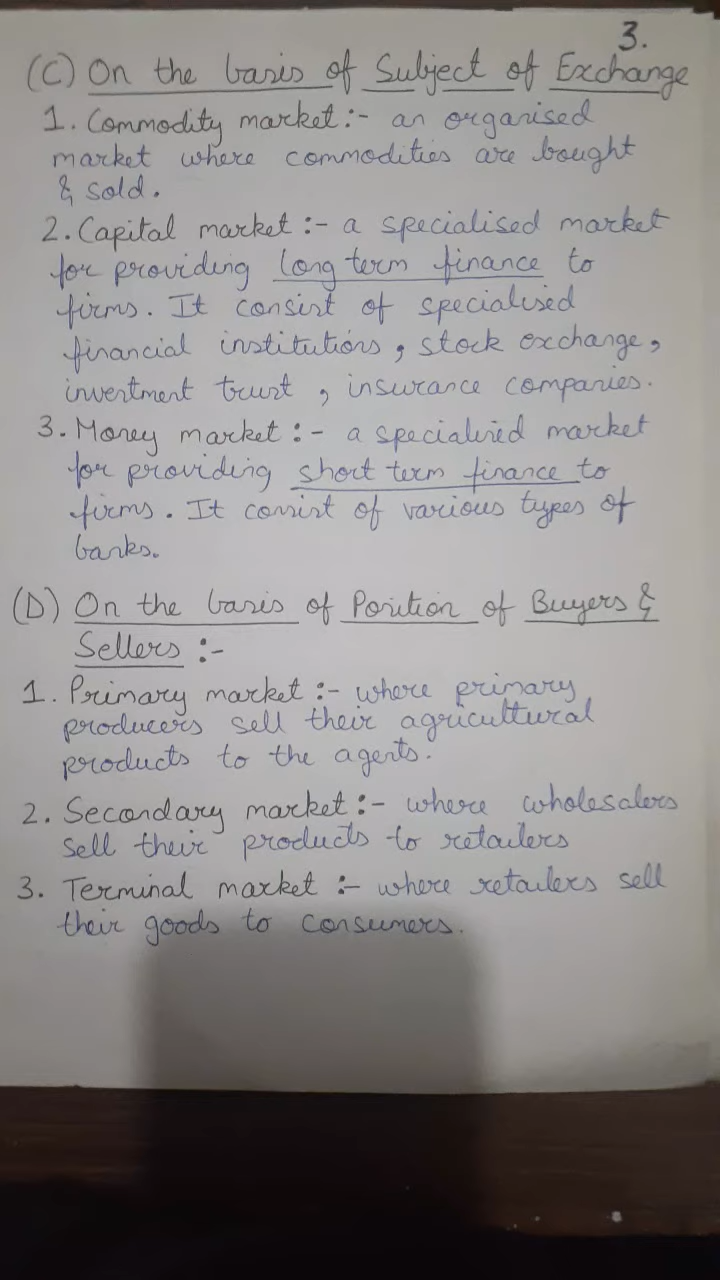 3.
(C) On the basis of Subject of Exchange
1. Commodity market :- an organised
market where commodities are bought
& sold.
2. Capital market :- a specialised market
for providing long term finance to
firms. It consist of specialised
financial institutions, stock exchange,
investment trust, insurance companies.
3. Money market :- a specialised market
for providing short term finance to
firms. It consist of various types of
banks.
(D) On the basis of Position of Buyers &
Sellers :-
1. Primary market :- where primary
producers sell their agricultural
products to the agents.
2. Secondary market :- where wholesalers
sell their products to retailers
3. Terminal market :- where retailers sell
their goods to consumers.